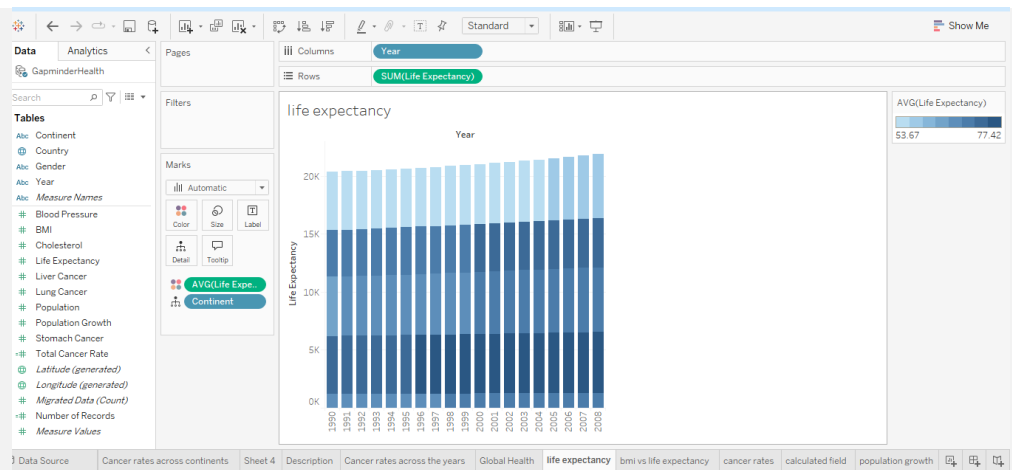 Standard
Show Me
Data
Analytics
Pages
Columns
Year
GapminderHealth
Rows
SUM(Life Expectancy)
Search
Filters
life expectancy
AVG(Life Expectancy)
Tables
53.67
77.42
Abc Continent
Country
Abc Gender
Abc Year
Abc Measure Names
# Blood Pressure
# BMI
# Cholesterol
# Life Expectancy
# Liver Cancer
# Lung Cancer
# Population
# Population Growth
# Stomach Cancer
=# Total Cancer Rate
Latitude (generated)
Longitude (generated)
# Migrated Data (Count)
=# Number of Records
# Measure Values
Marks
Automatic
Color
Size
Label
Detail
Tooltip
AVG(Life Expe..
Continent
Year
20K
15K
10K
5K
0K
Life Expectancy
1990
1991
1992
1993
1994
1995
1996
1997
1998
1999
2000
2001
2002
2003
2004
2005
2006
2007
2008
Data Source
Cancer rates across continents
Sheet 4
Description
Cancer rates across the years
Global Health
life expectancy
bmi vs life expectancy
cancer rates
calculated field
population growth